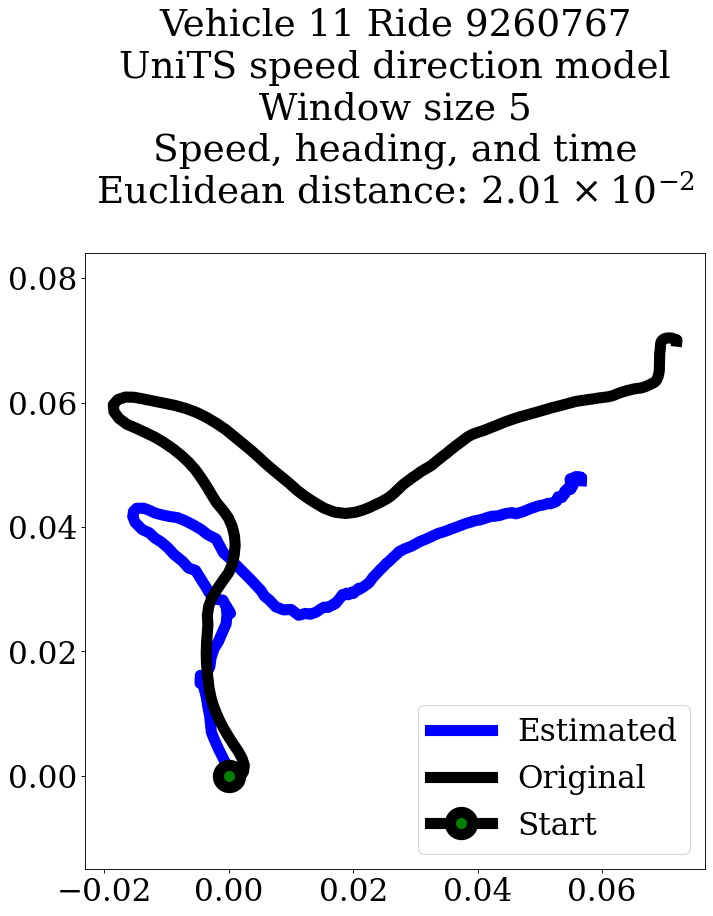 Vehicle 11 Ride 9260767
UniTS speed direction model
Window size 5
Speed, heading, and time
Euclidean distance: 2.01 × 10⁻²
0.08
0.06
0.04
0.02
0.00
Estimated
Original
Start
−0.02 0.00 0.02 0.04 0.06